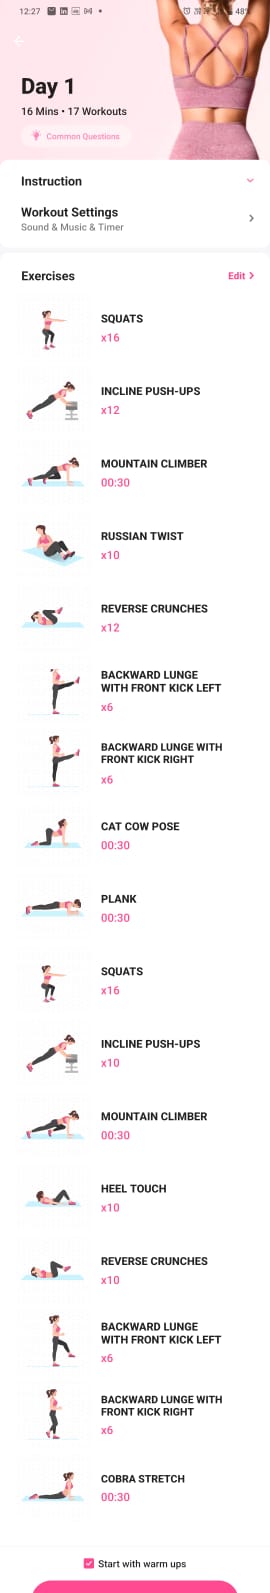 12:27
48%
Day 1
16 Mins • 17 Workouts
Common Questions
Instruction
Workout Settings
Sound & Music & Timer
Exercises
Edit
SQUATS
x16
INCLINE PUSH-UPS
x12
MOUNTAIN CLIMBER
00:30
RUSSIAN TWIST
x10
REVERSE CRUNCHES
x12
BACKWARD LUNGE
WITH FRONT KICK LEFT
x6
BACKWARD LUNGE WITH
FRONT KICK RIGHT
x6
CAT COW POSE
00:30
PLANK
00:30
SQUATS
x16
INCLINE PUSH-UPS
x10
MOUNTAIN CLIMBER
00:30
HEEL TOUCH
x10
REVERSE CRUNCHES
x10
BACKWARD LUNGE
WITH FRONT KICK LEFT
x6
BACKWARD LUNGE WITH
FRONT KICK RIGHT
x6
COBRA STRETCH
00:30
Start with warm ups